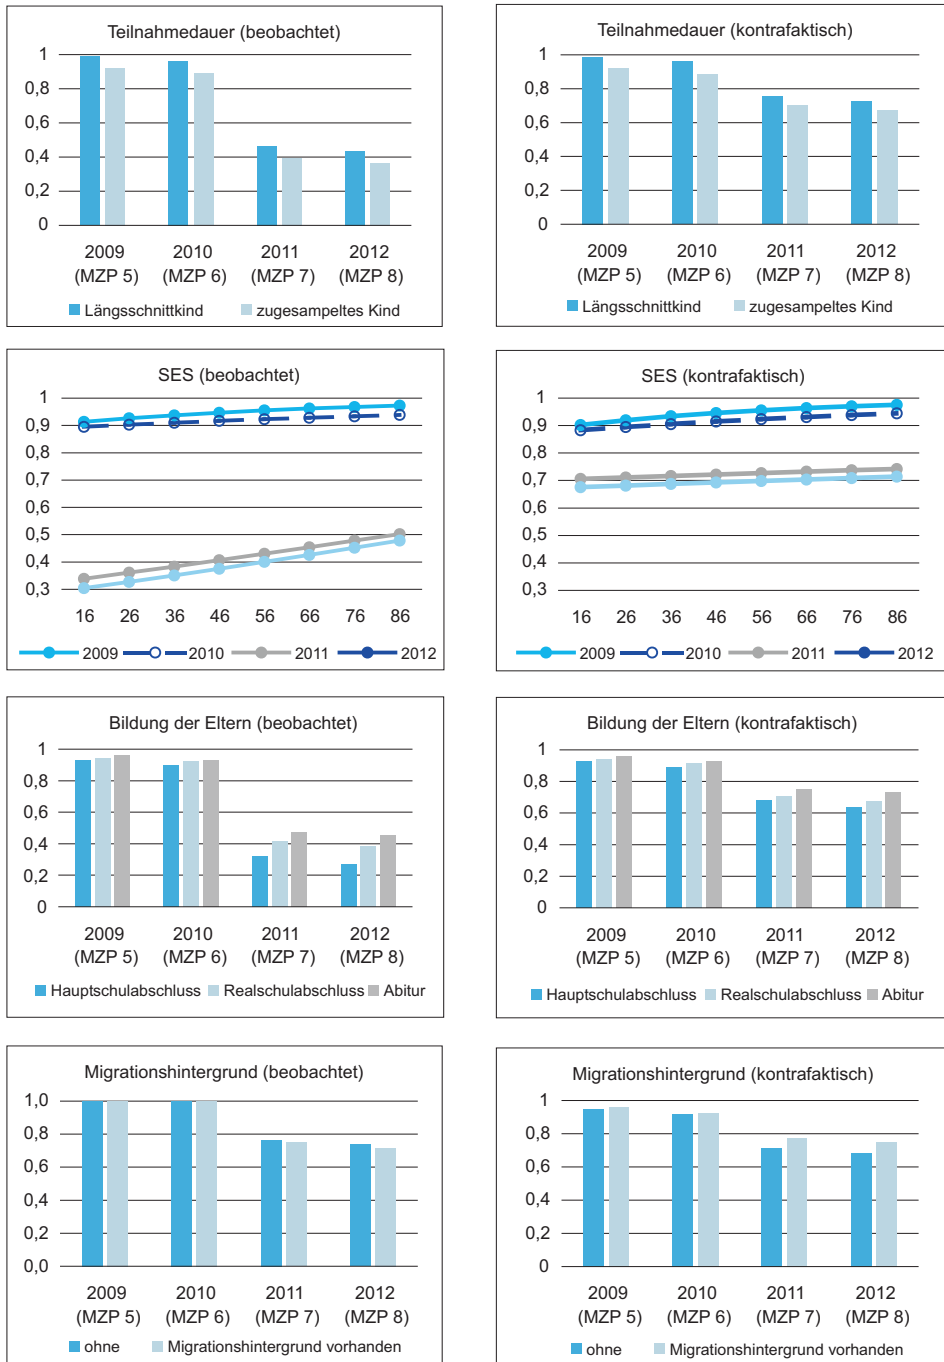 Teilnahmedauer (beobachtet)
1
0,8
0,6
0,4
0,2
0
2009 2010 2011 2012
(MZP 5) (MZP 6) (MZP 7) (MZP 8)
Längsschnittkind zugesampeltes Kind
Teilnahmedauer (kontrafaktisch)
1
0,8
0,6
0,4
0,2
0
2009 2010 2011 2012
(MZP 5) (MZP 6) (MZP 7) (MZP 8)
Längsschnittkind zugesampeltes Kind
SES (beobachtet)
1
0,9
0,8
0,7
0,6
0,5
0,4
0,3
16 26 36 46 56 66 76 86
2009 2010 2011 2012
SES (kontrafaktisch)
1
0,9
0,8
0,7
0,6
0,5
0,4
0,3
16 26 36 46 56 66 76 86
2009 2010 2011 2012
Bildung der Eltern (beobachtet)
1
0,8
0,6
0,4
0,2
0
2009 2010 2011 2012
(MZP 5) (MZP 6) (MZP 7) (MZP 8)
Hauptschulabschluss Realschulabschluss Abitur
Bildung der Eltern (kontrafaktisch)
1
0,8
0,6
0,4
0,2
0
2009 2010 2011 2012
(MZP 5) (MZP 6) (MZP 7) (MZP 8)
Hauptschulabschluss Realschulabschluss Abitur
Migrationshintergrund (beobachtet)
1,0
0,8
0,6
0,4
0,2
0,0
2009 2010 2011 2012
(MZP 5) (MZP 6) (MZP 7) (MZP 8)
ohne Migrationshintergrund vorhanden
Migrationshintergrund (kontrafaktisch)
1
0,8
0,6
0,4
0,2
0
2009 2010 2011 2012
(MZP 5) (MZP 6) (MZP 7) (MZP 8)
ohne Migrationshintergrund vorhanden